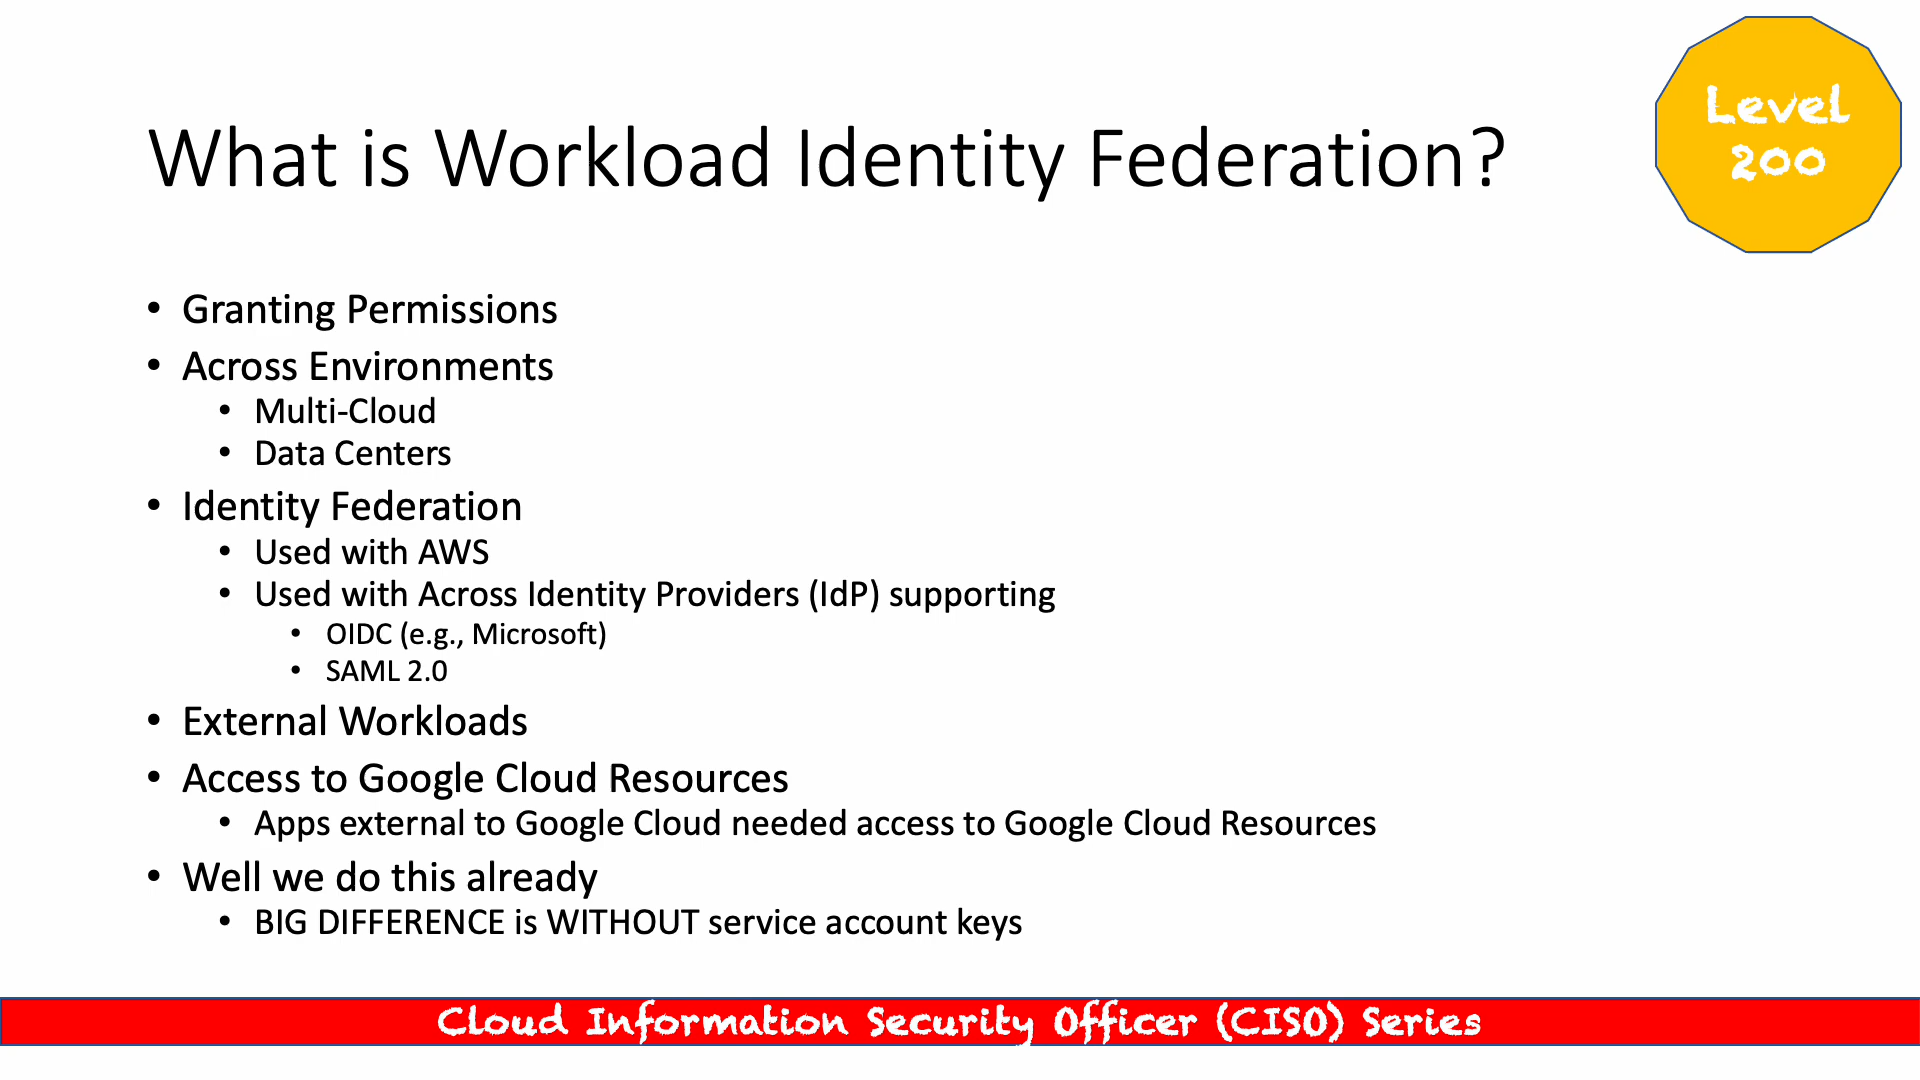 Level
200
What is Workload Identity Federation?
• Granting Permissions
• Across Environments
• Multi-Cloud
• Data Centers
• Identity Federation
• Used with AWS
• Used with Across Identity Providers (IdP) supporting
• OIDC (e.g., Microsoft)
• SAML 2.0
• External Workloads
• Access to Google Cloud Resources
• Apps external to Google Cloud needed access to Google Cloud Resources
• Well we do this already
• BIG DIFFERENCE is WITHOUT service account keys
Cloud Information Security Officer (CISO) Series